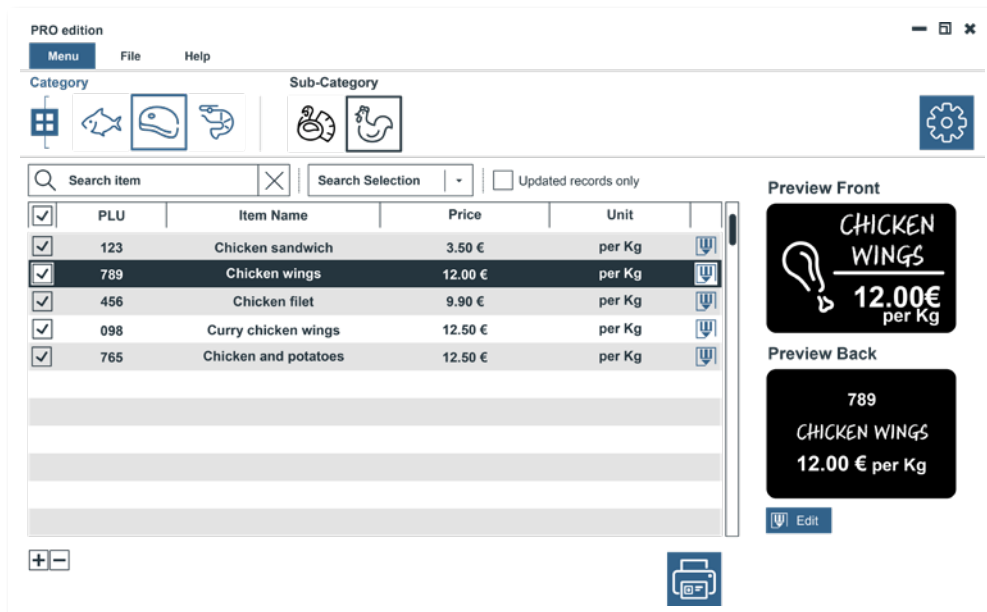 PRO edition
Menu File Help
Category Sub-Category
Search item Search Selection Updated records only
PLU Item Name Price Unit
123 Chicken sandwich 3.50 € per Kg
789 Chicken wings 12.00 € per Kg
456 Chicken filet 9.90 € per Kg
098 Curry chicken wings 12.50 € per Kg
765 Chicken and potatoes 12.50 € per Kg
Preview Front
CHICKEN
WINGS
12.00€
per Kg
Preview Back
789
CHICKEN WINGS
12.00 € per Kg
Edit